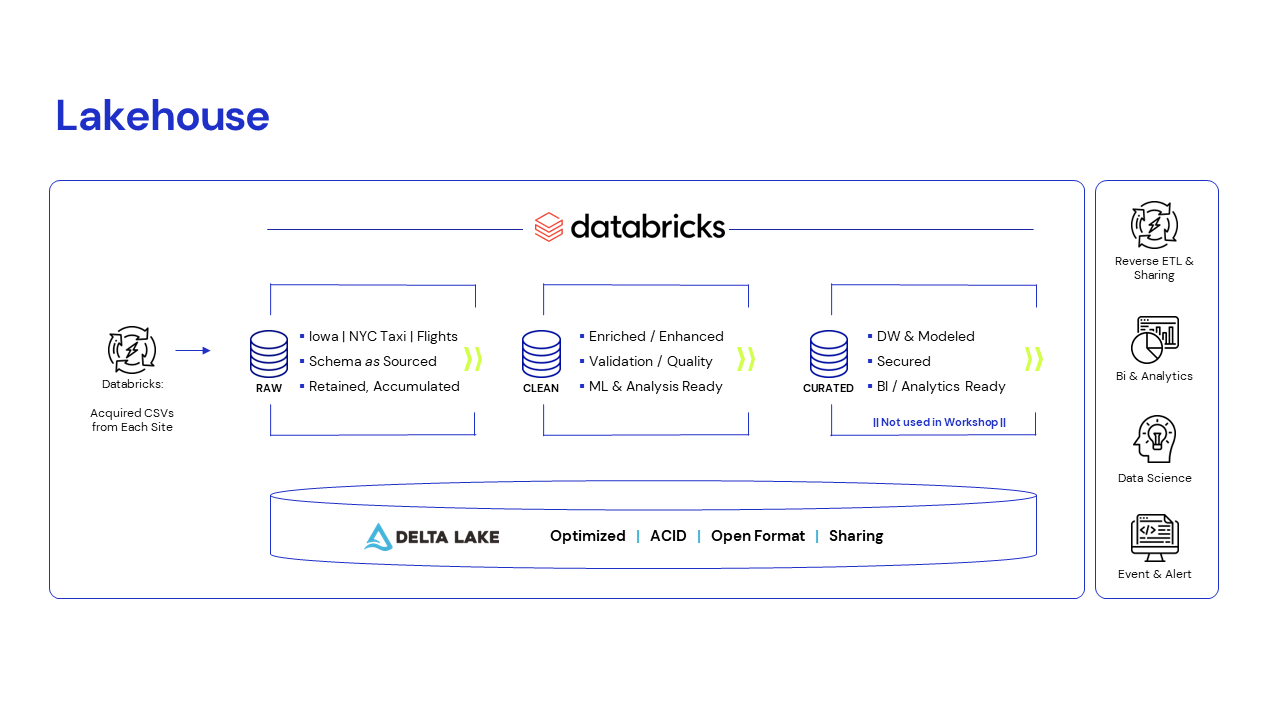 Lakehouse
databricks
Databricks:
Acquired CSVs
from Each Site
RAW
▪ Iowa | NYC Taxi | Flights
▪ Schema as Sourced
▪ Retained, Accumulated
CLEAN
▪ Enriched / Enhanced
▪ Validation / Quality
▪ ML & Analysis Ready
CURATED
▪ DW & Modeled
▪ Secured
▪ BI / Analytics Ready
|| Not used in Workshop ||
DELTA LAKE
Optimized | ACID | Open Format | Sharing
Reverse ETL &
Sharing
Bi & Analytics
Data Science
Event & Alert